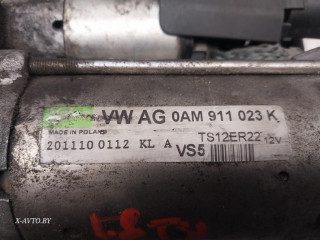 VW AG 0AM 911 023 K
MADE IN POLAND
TS12ER22 12V
201110 0112 KL A
VS5
X-AVTO.BY